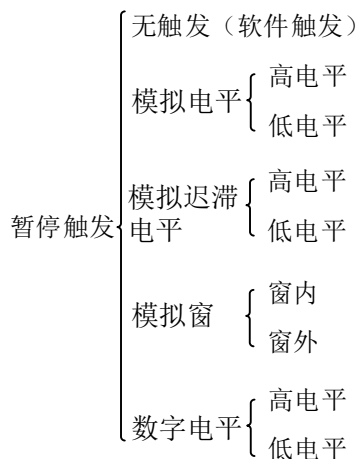 无触发（软件触发）
模拟电平
高电平
低电平
暂停触发
模拟迟滞
电平
高电平
低电平
模拟窗
窗内
窗外
数字电平
高电平
低电平